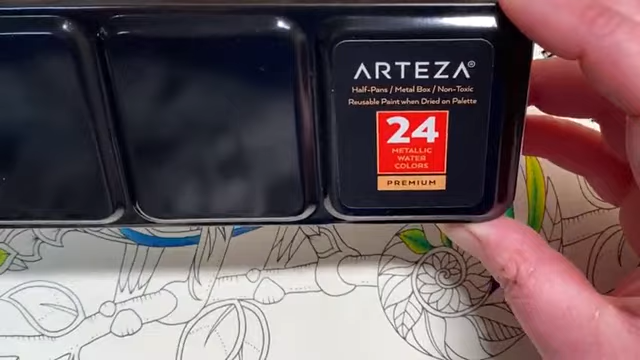 ARTEZA®
Half-Pans / Metal Box / Non-Toxic
Reusable Paint when Dried on Palette
24
METALLIC
WATER
COLORS
PREMIUM